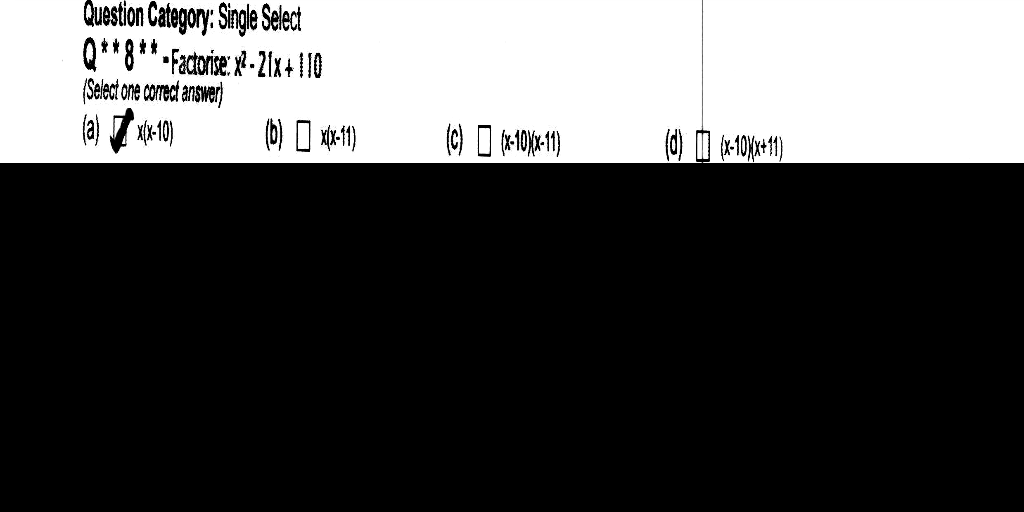 Question Category: Single Select
Q**8** - Factorise: x² - 21x + 110
(Select one correct answer)
(a) x(x-10) (b) x(x-11) (c) (x-10)(x-11) (d) (x-10)(x+11)